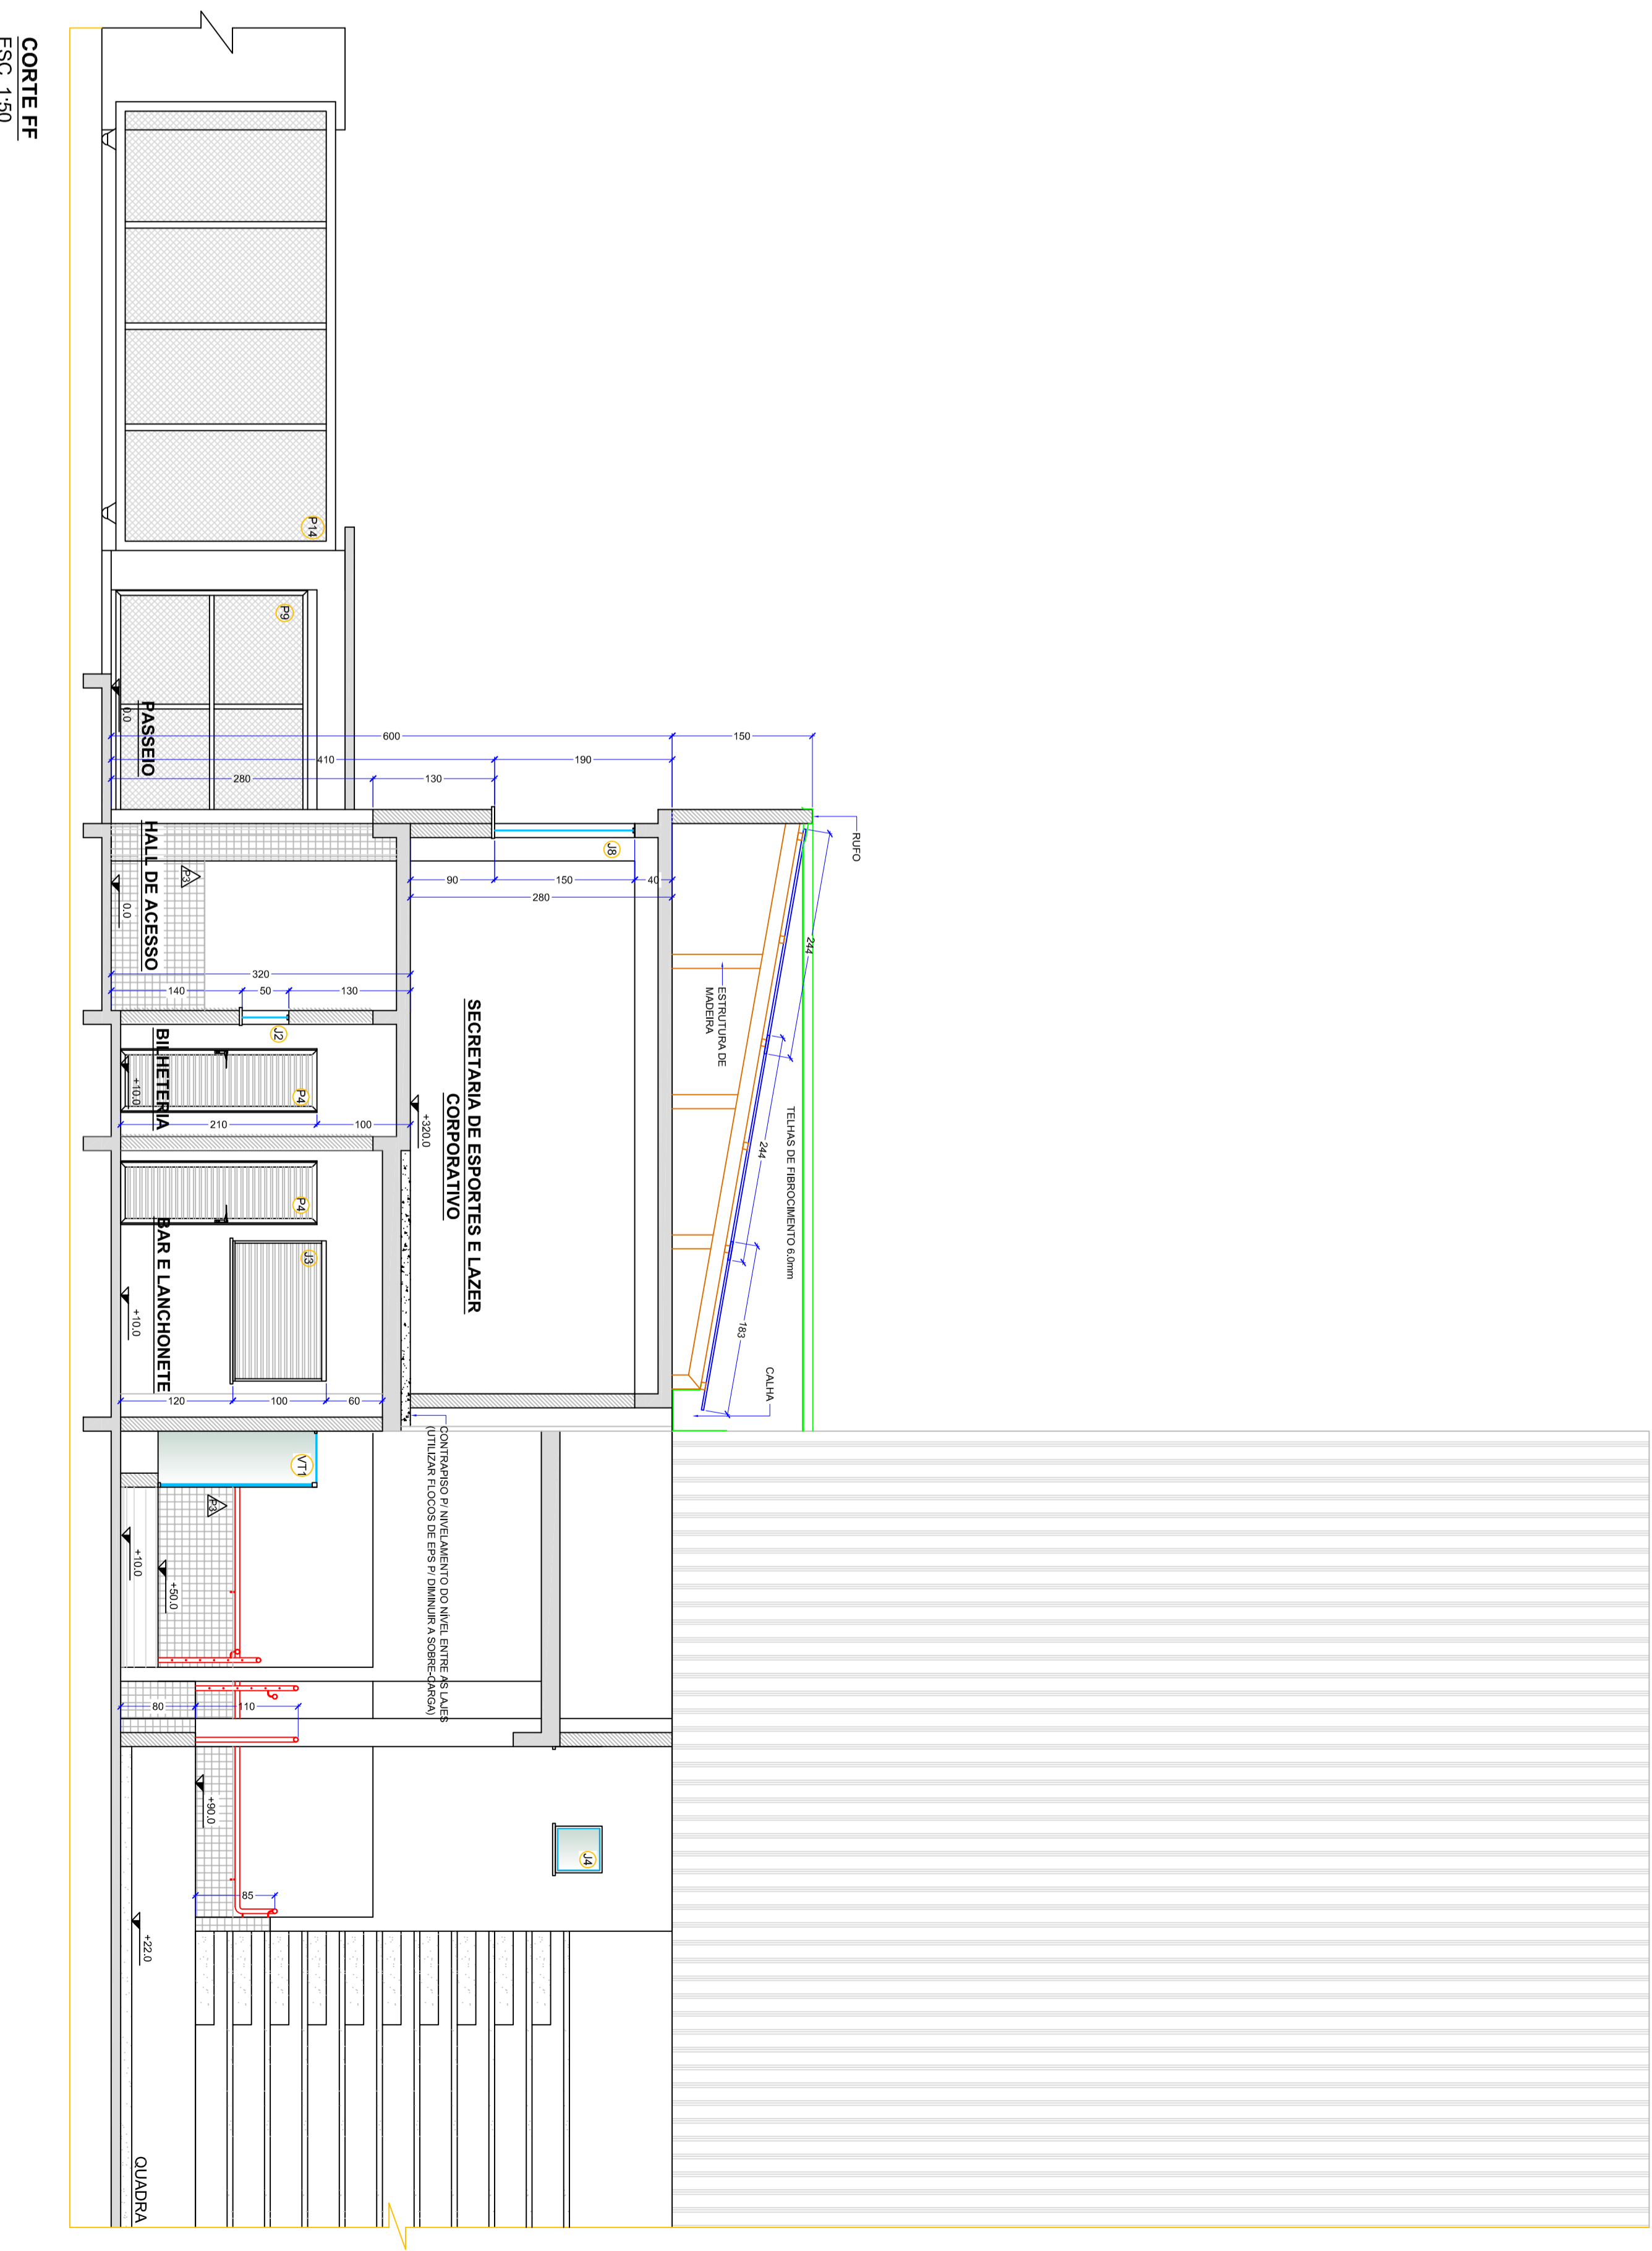 RUFO
ESTRUTURA DE
MADEIRA
TELHAS DE FIBROCIMENTO 6.0mm
CALHA
244
244
183
150
600
410
190
280
130
J8
90
150
40
280
SECRETARIA DE ESPORTES E LAZER
CORPORATIVO
+320.0
CONTRAPISO P/ NIVELAMENTO DO NÍVEL ENTRE AS LAJES
(UTILIZAR FLOCOS DE EPS P/ DIMINUIR A SOBRE-CARGA)
P14
P9
PASSEIO
0.0
HALL DE ACESSO
0.0
P3
320
140
50
130
J2
BILHETERIA
+10.0
P4
210
100
P4
J3
BAR E LANCHONETE
+10.0
120
100
60
VT1
P3
+10.0
+50.0
80
110
+90.0
85
J4
+22.0
QUADRA
CORTE FF
ESC. 1:50